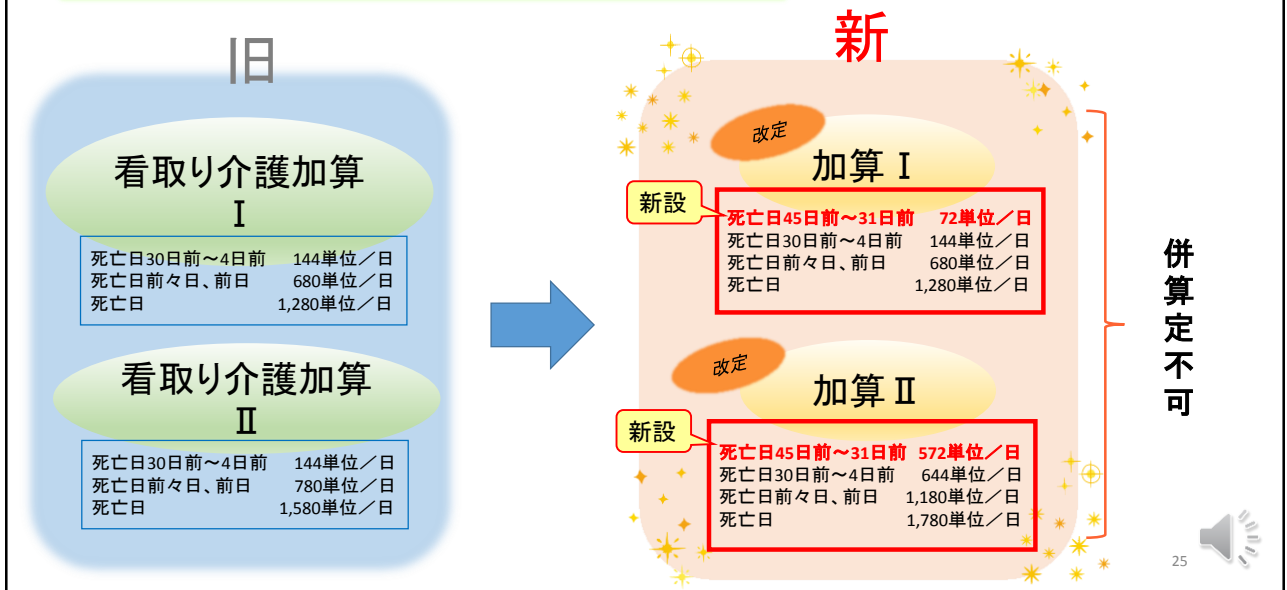 旧
看取り介護加算
Ⅰ
死亡日30日前～4日前 144単位／日
死亡日前々日、前日 680単位／日
死亡日 1,280単位／日
看取り介護加算
Ⅱ
死亡日30日前～4日前 144単位／日
死亡日前々日、前日 780単位／日
死亡日 1,580単位／日
新
改定
加算Ⅰ
新設
死亡日45日前～31日前 72単位／日
死亡日30日前～4日前 144単位／日
死亡日前々日、前日 680単位／日
死亡日 1,280単位／日
改定
加算Ⅱ
新設
死亡日45日前～31日前 572単位／日
死亡日30日前～4日前 644単位／日
死亡日前々日、前日 1,180単位／日
死亡日 1,780単位／日
併算定不可
25